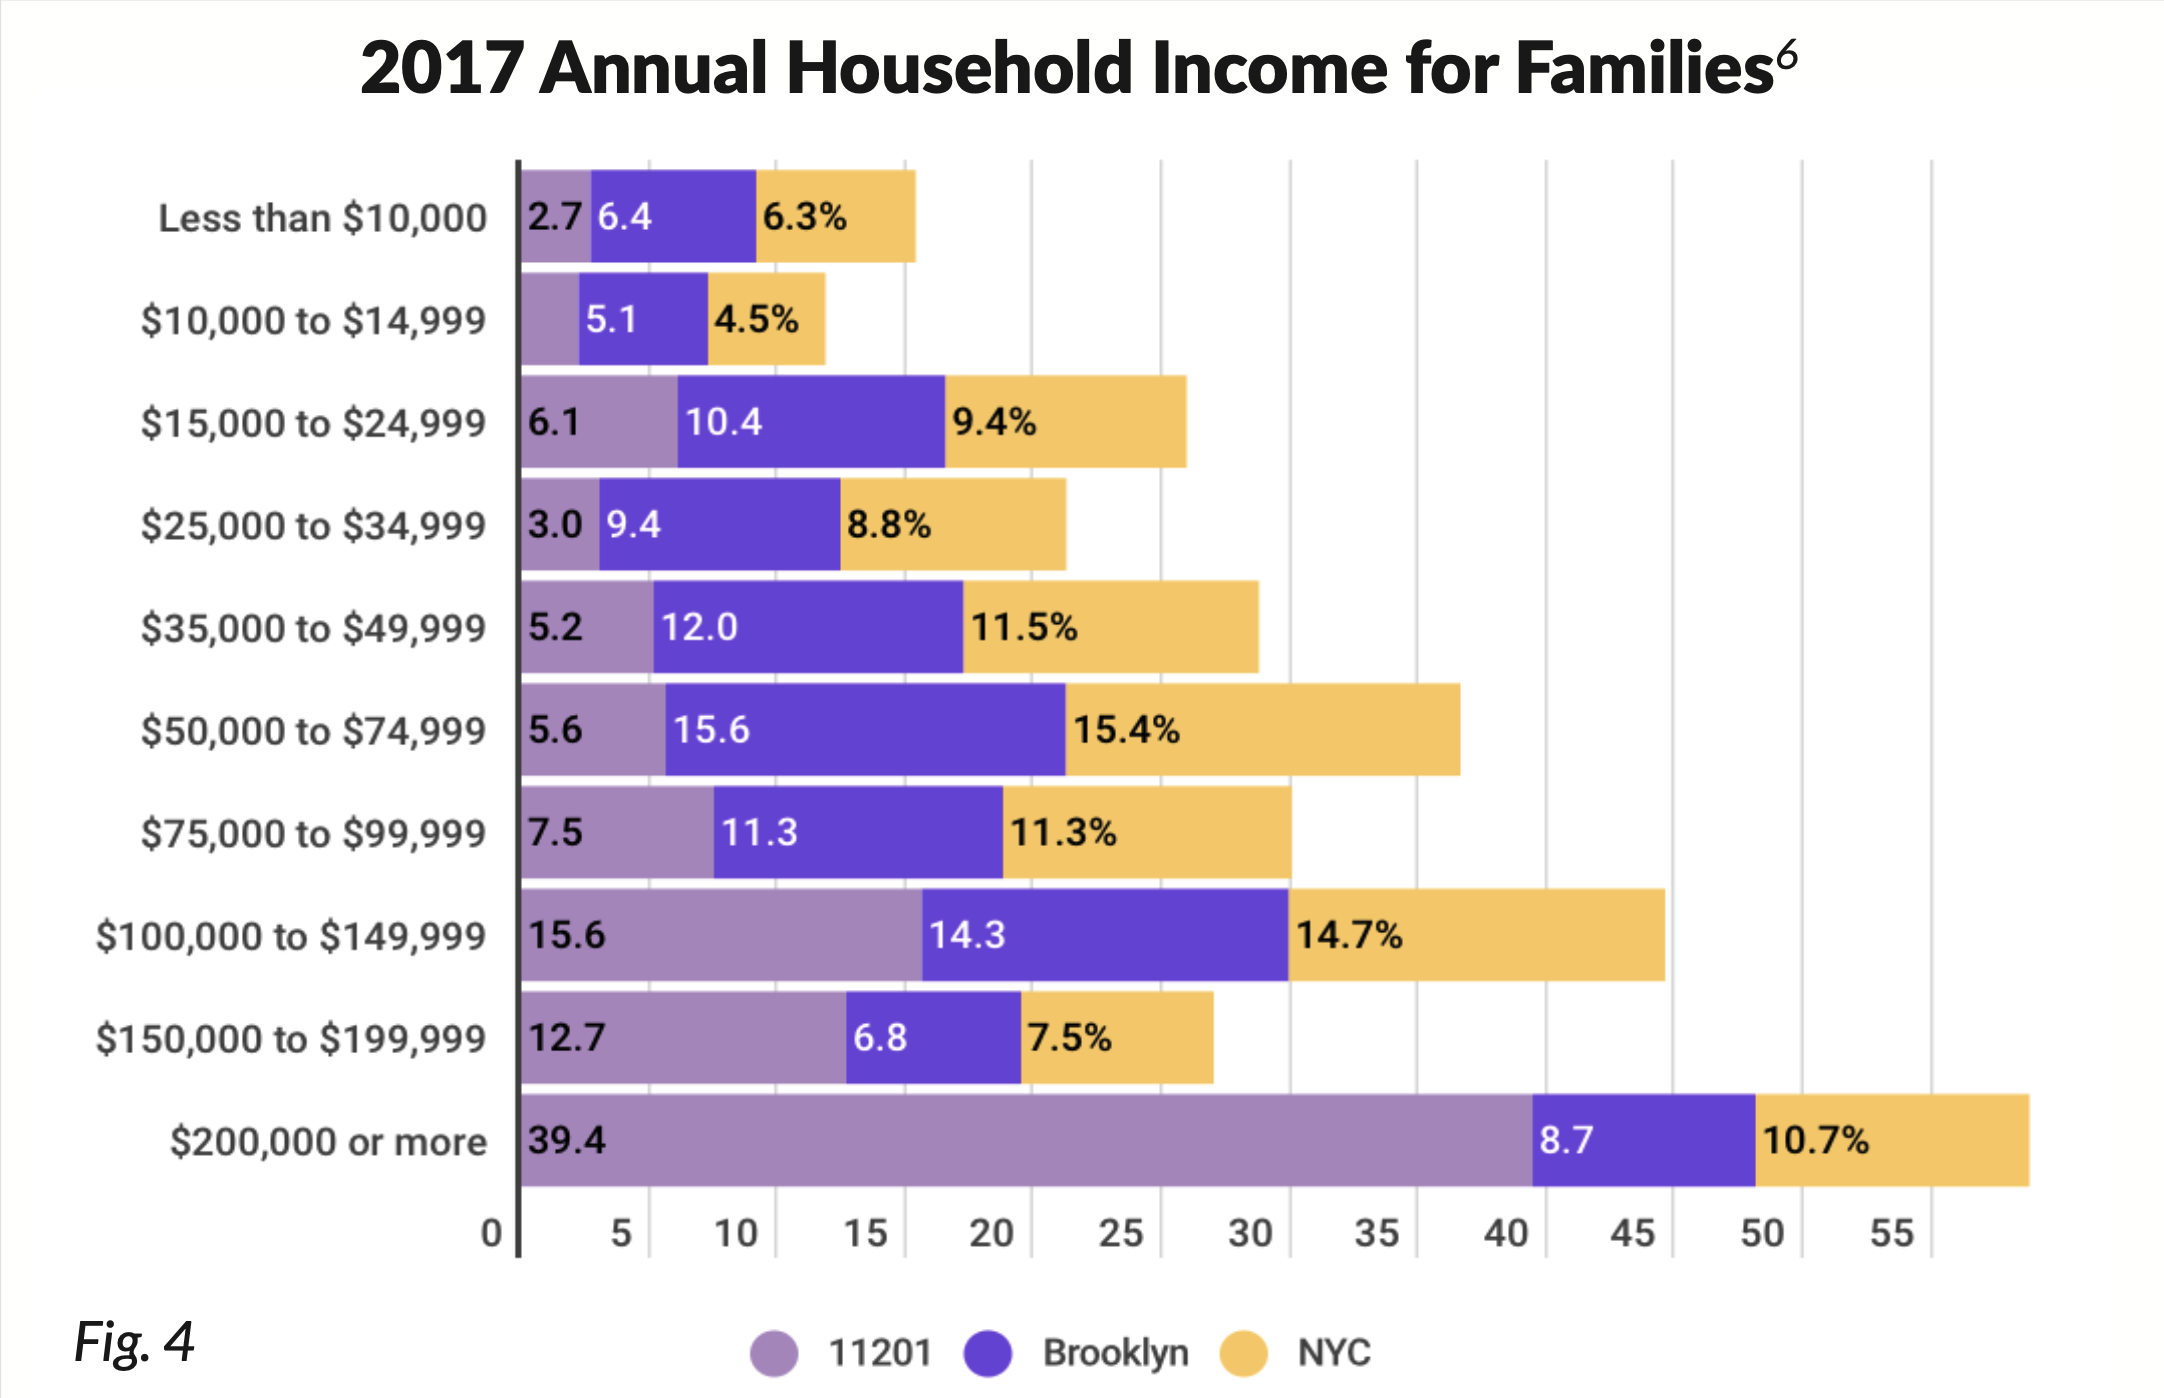 2017 Annual Household Income for Families6
Less than $10,000 2.7 6.4 6.3%
$10,000 to $14,999 5.1 4.5%
$15,000 to $24,999 6.1 10.4 9.4%
$25,000 to $34,999 3.0 9.4 8.8%
$35,000 to $49,999 5.2 12.0 11.5%
$50,000 to $74,999 5.6 15.6 15.4%
$75,000 to $99,999 7.5 11.3 11.3%
$100,000 to $149,999 15.6 14.3 14.7%
$150,000 to $199,999 12.7 6.8 7.5%
$200,000 or more 39.4 8.7 10.7%
0 5 10 15 20 25 30 35 40 45 50 55
Fig. 4
11201 Brooklyn NYC